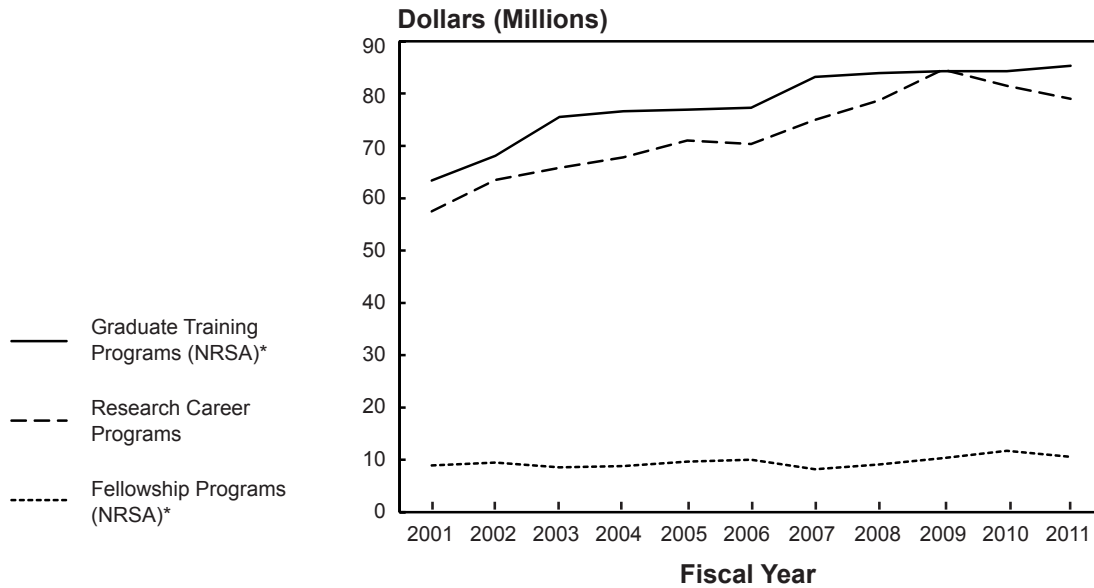 Dollars (Millions)
90
80
70
60
50
40
30
20
10
0
2001 2002 2003 2004 2005 2006 2007 2008 2009 2010 2011
Fiscal Year
Graduate Training
Programs (NRSA)*
Research Career
Programs
Fellowship Programs
(NRSA)*